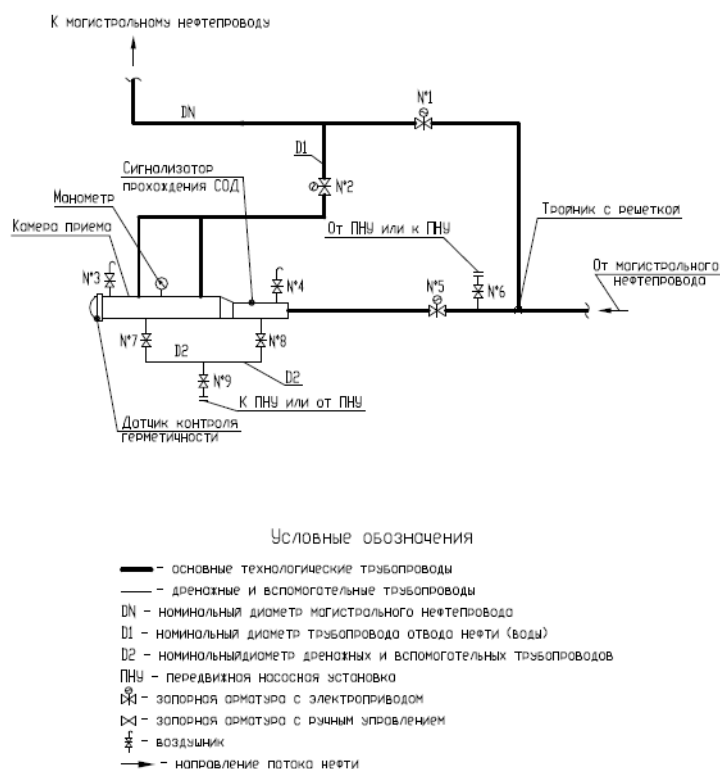 К магистральному нефтепроводу
DN
N°1
D1
Сигнализатор
прохождения СОД
N°2
Манометр
Камера приема
От ПНУ или к ПНУ
Тройник с решеткой
От магистрального
нефтепровода
N°3
N°4
N°5
N°6
N°7
D2
N°8
N°9
D2
К ПНУ или от ПНУ
Датчик контроля
герметичности
Условные обозначения
- основные технологические трубопроводы
- дренажные и вспомогательные трубопроводы
DN - номинальный диаметр магистрального нефтепровода
D1 - номинальный диаметр трубопровода отвода нефти (воды)
D2 - номинальныйдиаметр дренажных и вспомогательных трубопроводов
ПНУ - передвижная насосная установка
- запорная арматура с электроприводом
- запорная арматура с ручным управлением
- воздушник
- направление потока нефти